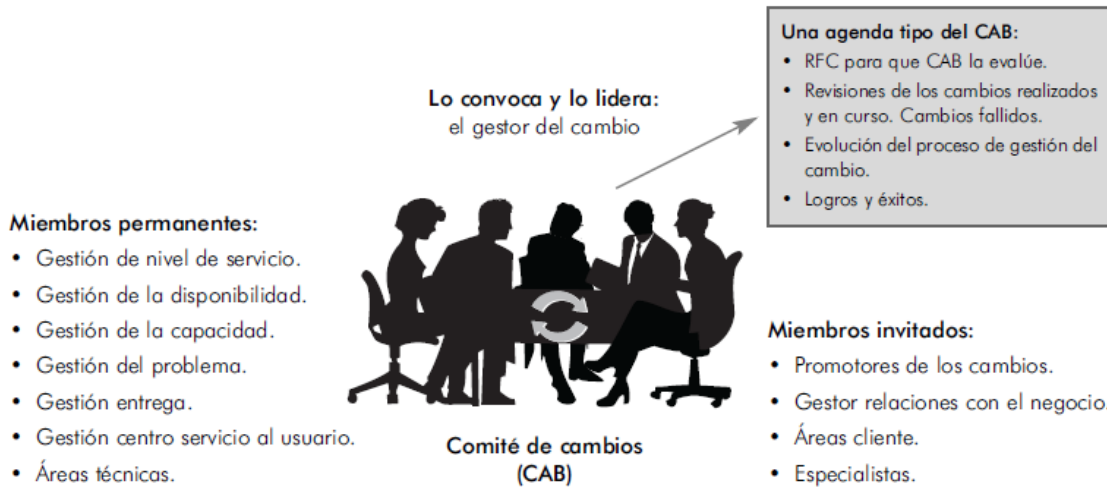 Una agenda tipo del CAB:
• RFC para que CAB la evalúe.
• Revisiones de los cambios realizados
y en curso. Cambios fallidos.
• Evolución del proceso de gestión del
cambio.
• Logros y éxitos.
Lo convoca y lo lidera:
el gestor del cambio
Miembros permanentes:
• Gestión de nivel de servicio.
• Gestión de la disponibilidad.
• Gestión de la capacidad.
• Gestión del problema.
• Gestión entrega.
• Gestión centro servicio al usuario.
• Áreas técnicas.
Comité de cambios
(CAB)
Miembros invitados:
• Promotores de los cambios.
• Gestor relaciones con el negocio.
• Áreas cliente.
• Especialistas.